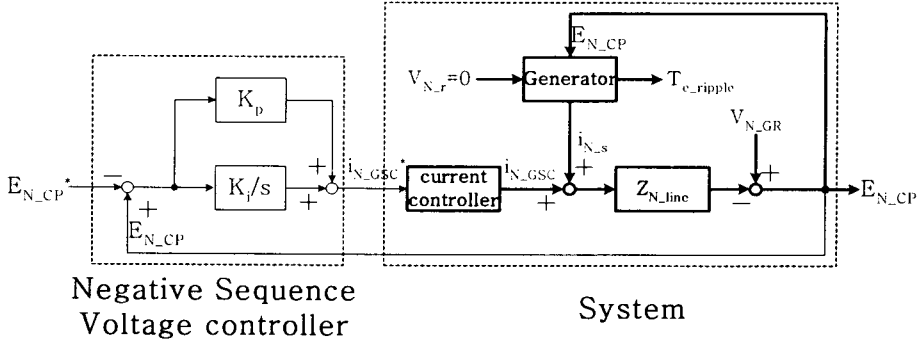 E_N_CP
V_N_r=0
Generator
T_e_ripple
V_N_GR
i_N_s
K_p
E_N_CP*
−
+
E_N_CP
K_i/s
+
+
i_N_GSC*
current
controller
i_N_GSC
+
+
Z_N_line
−
+
E_N_CP
Negative Sequence
Voltage controller
System